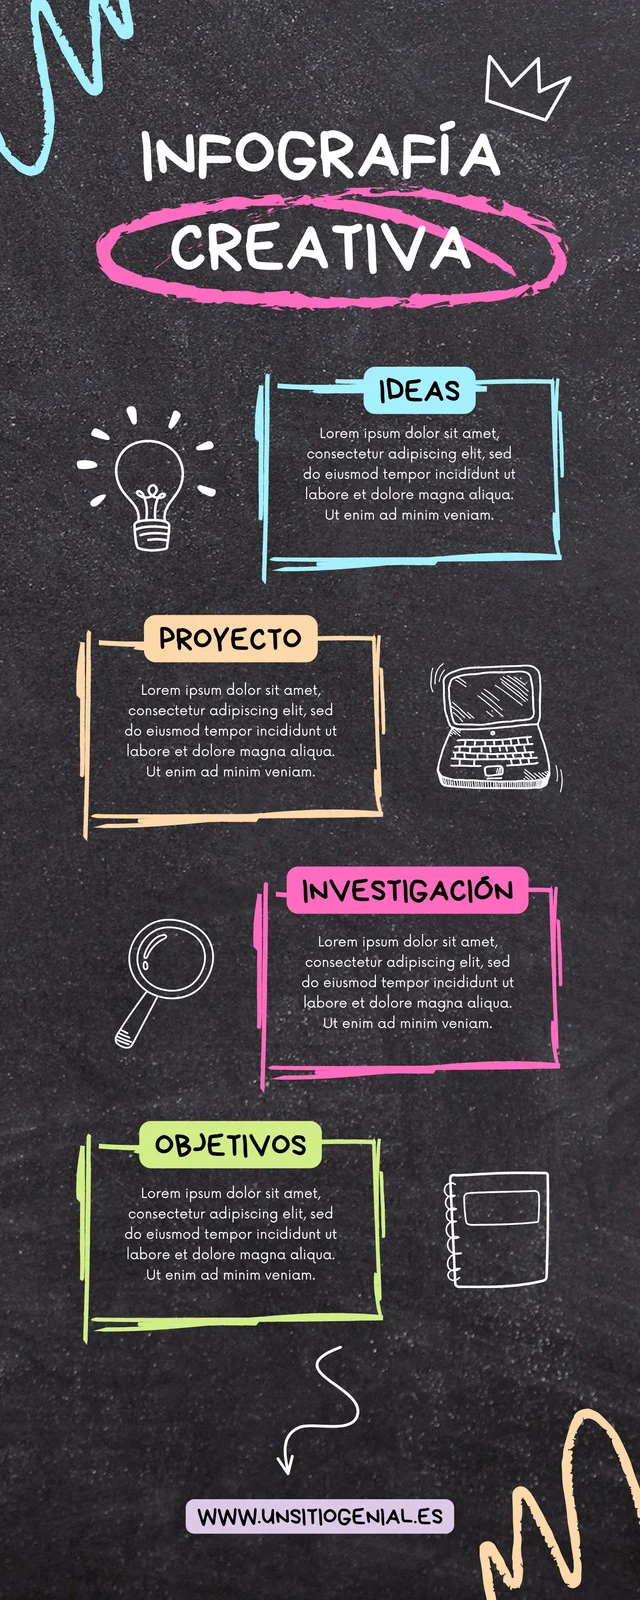 INFOGRAFÍA
CREATIVA
IDEAS
Lorem ipsum dolor sit amet,
consectetur adipiscing elit, sed
do eiusmod tempor incididunt ut
labore et dolore magna aliqua.
Ut enim ad minim veniam.
PROYECTO
Lorem ipsum dolor sit amet,
consectetur adipiscing elit, sed
do eiusmod tempor incididunt ut
labore et dolore magna aliqua.
Ut enim ad minim veniam.
INVESTIGACIÓN
Lorem ipsum dolor sit amet,
consectetur adipiscing elit, sed
do eiusmod tempor incididunt ut
labore et dolore magna aliqua.
Ut enim ad minim veniam.
OBJETIVOS
Lorem ipsum dolor sit amet,
consectetur adipiscing elit, sed
do eiusmod tempor incididunt ut
labore et dolore magna aliqua.
Ut enim ad minim veniam.
WWW.UNSITIOGENIAL.ES